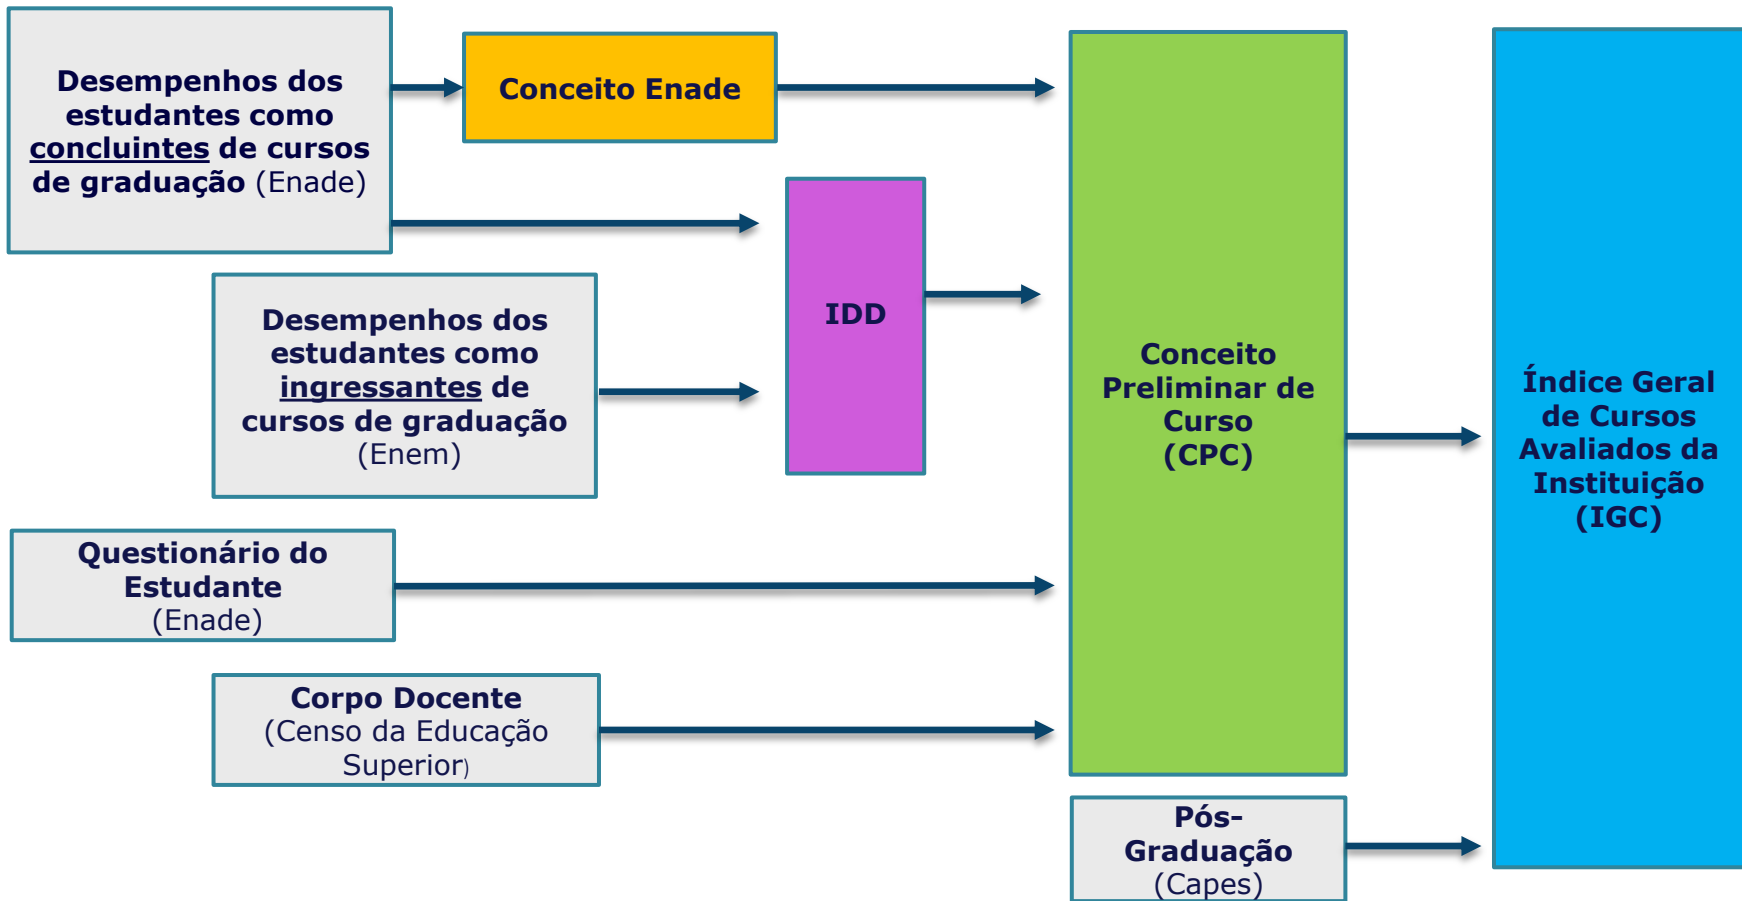 Desempenhos dos
estudantes como
concluintes de cursos
de graduação (Enade)
Conceito Enade
IDD
Desempenhos dos
estudantes como
ingressantes de
cursos de graduação
(Enem)
Questionário do
Estudante
(Enade)
Corpo Docente
(Censo da Educação
Superior)
Conceito
Preliminar de
Curso
(CPC)
Pós-
Graduação
(Capes)
Índice Geral
de Cursos
Avaliados da
Instituição
(IGC)